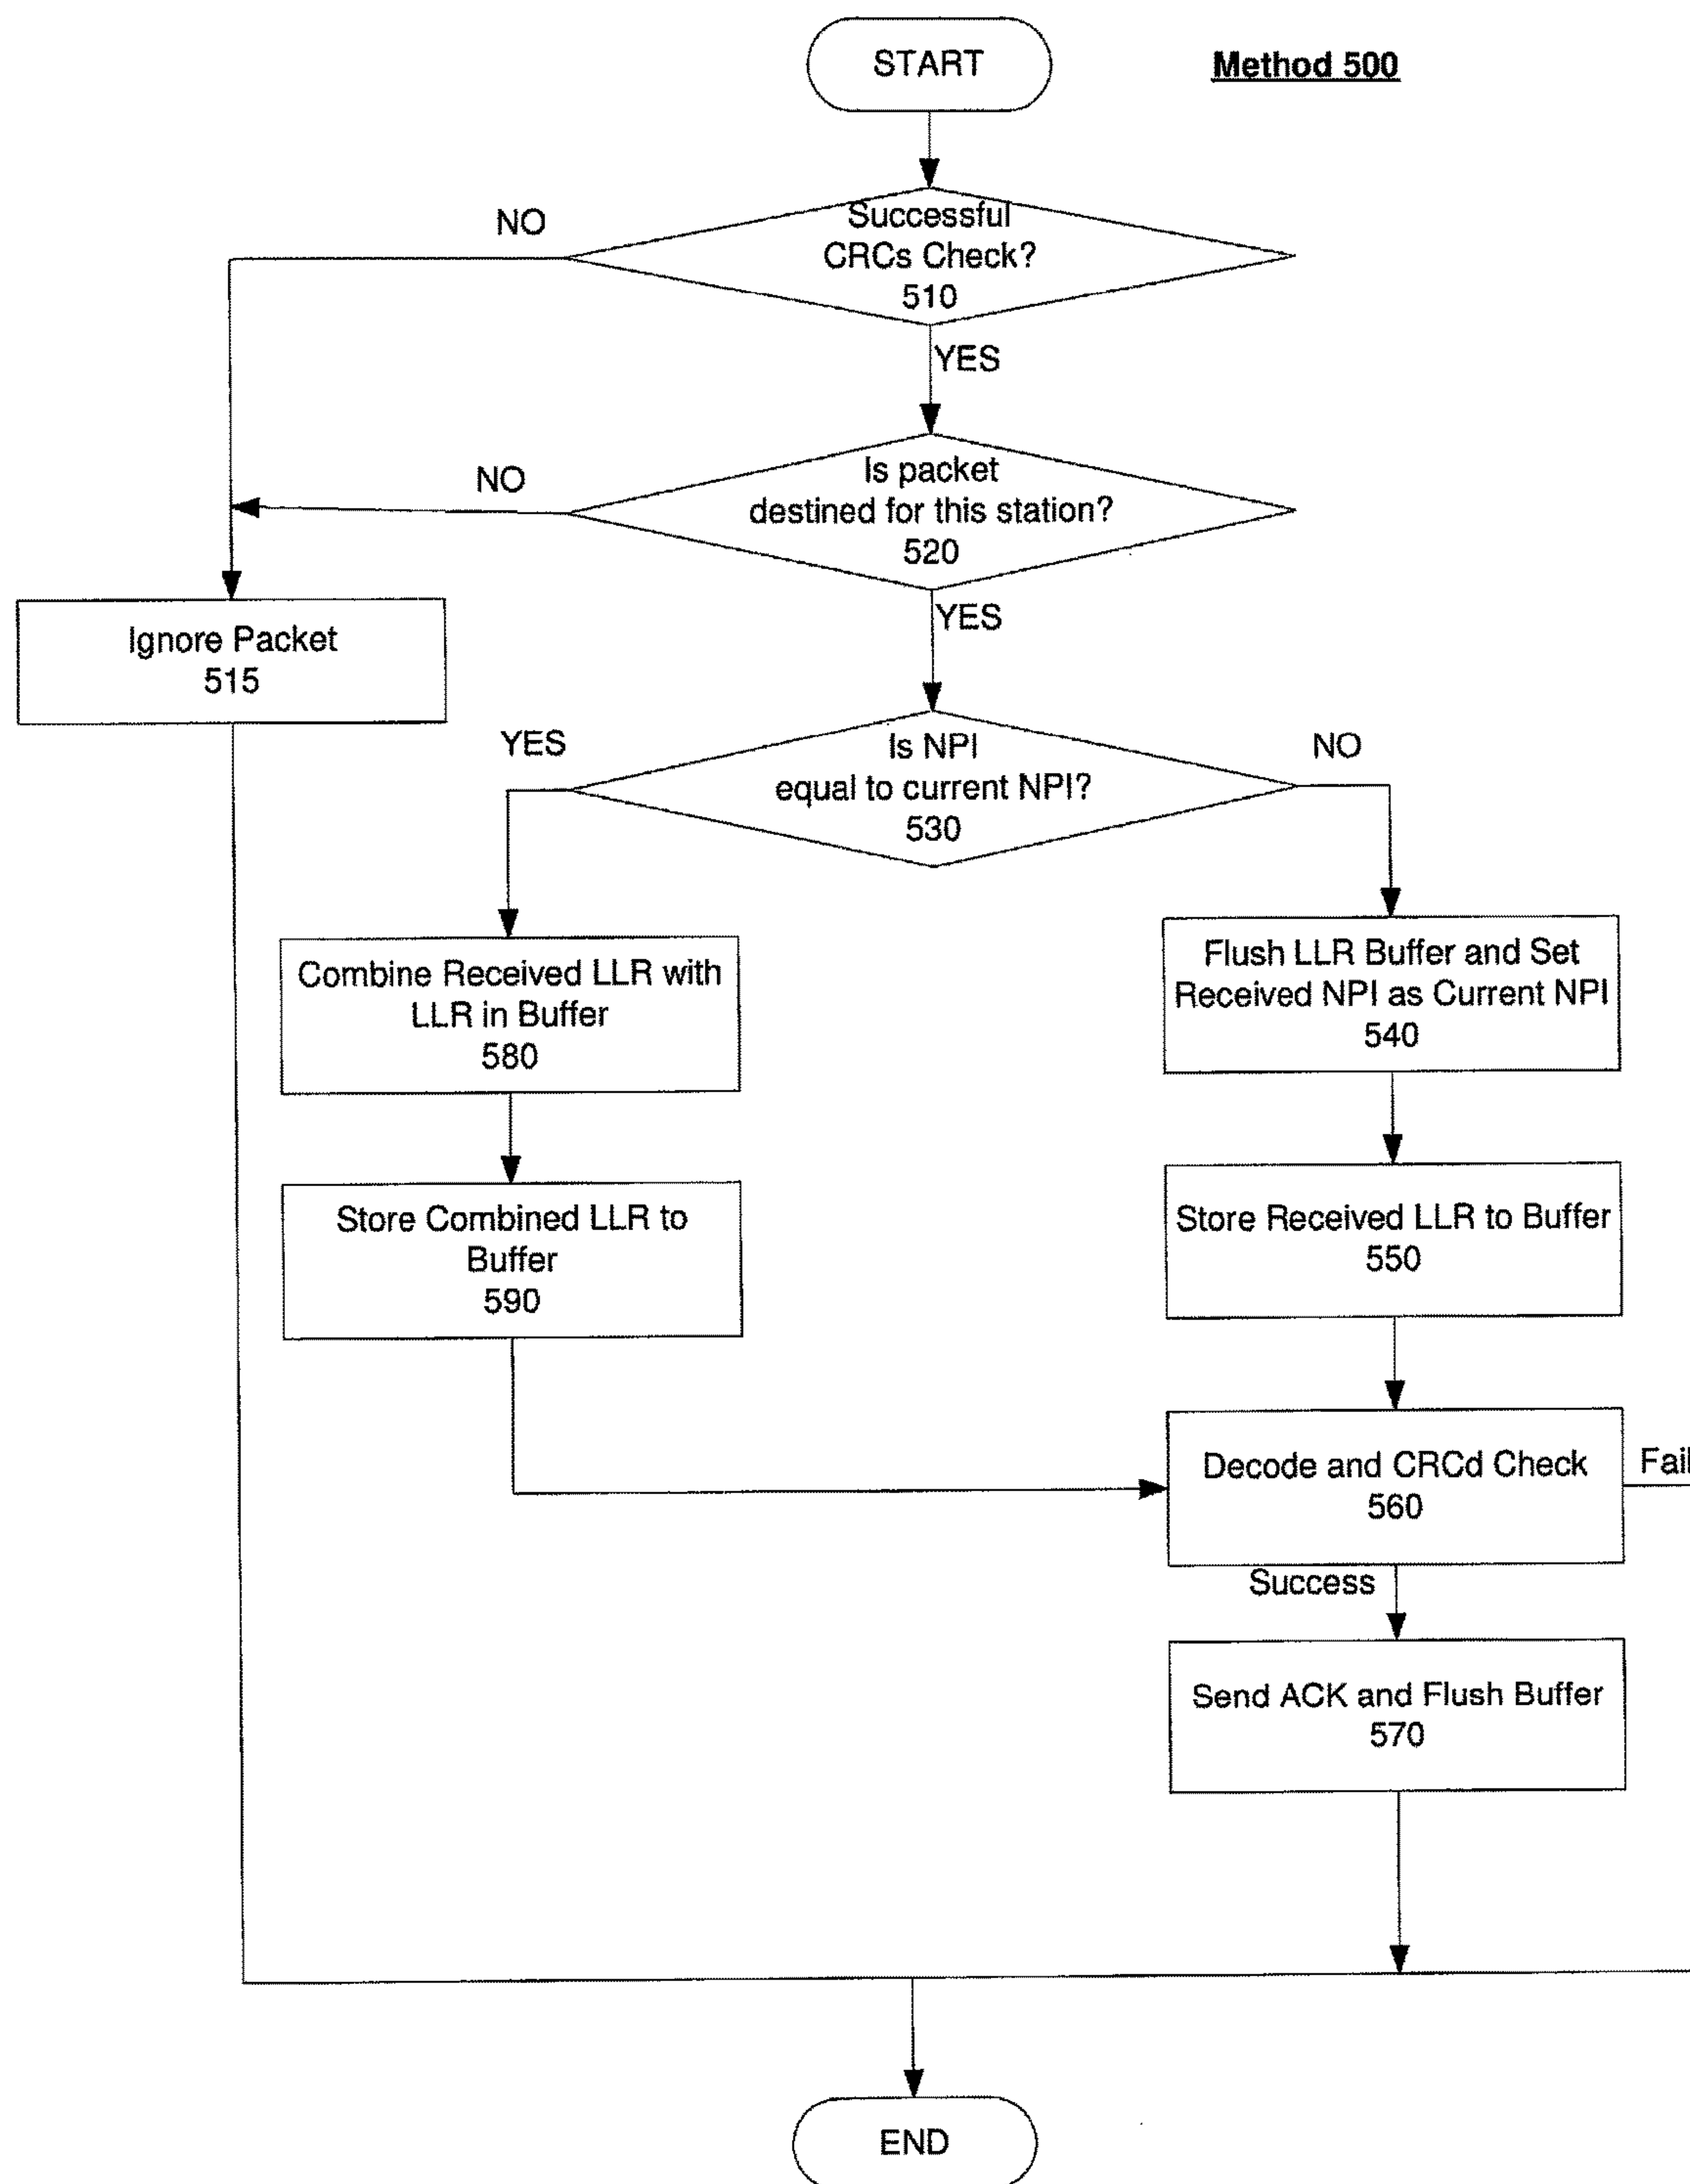 START
Method 500
NO
Successful
CRCs Check?
510
YES
NO
Is packet
destined for this station?
520
YES
Ignore Packet
515
YES
Is NPI
equal to current NPI?
530
NO
Combine Received LLR with
LLR in Buffer
580
Flush LLR Buffer and Set
Received NPI as Current NPI
540
Store Combined LLR to
Buffer
590
Store Received LLR to Buffer
550
Decode and CRCd Check
560
Fail
Success
Send ACK and Flush Buffer
570
END